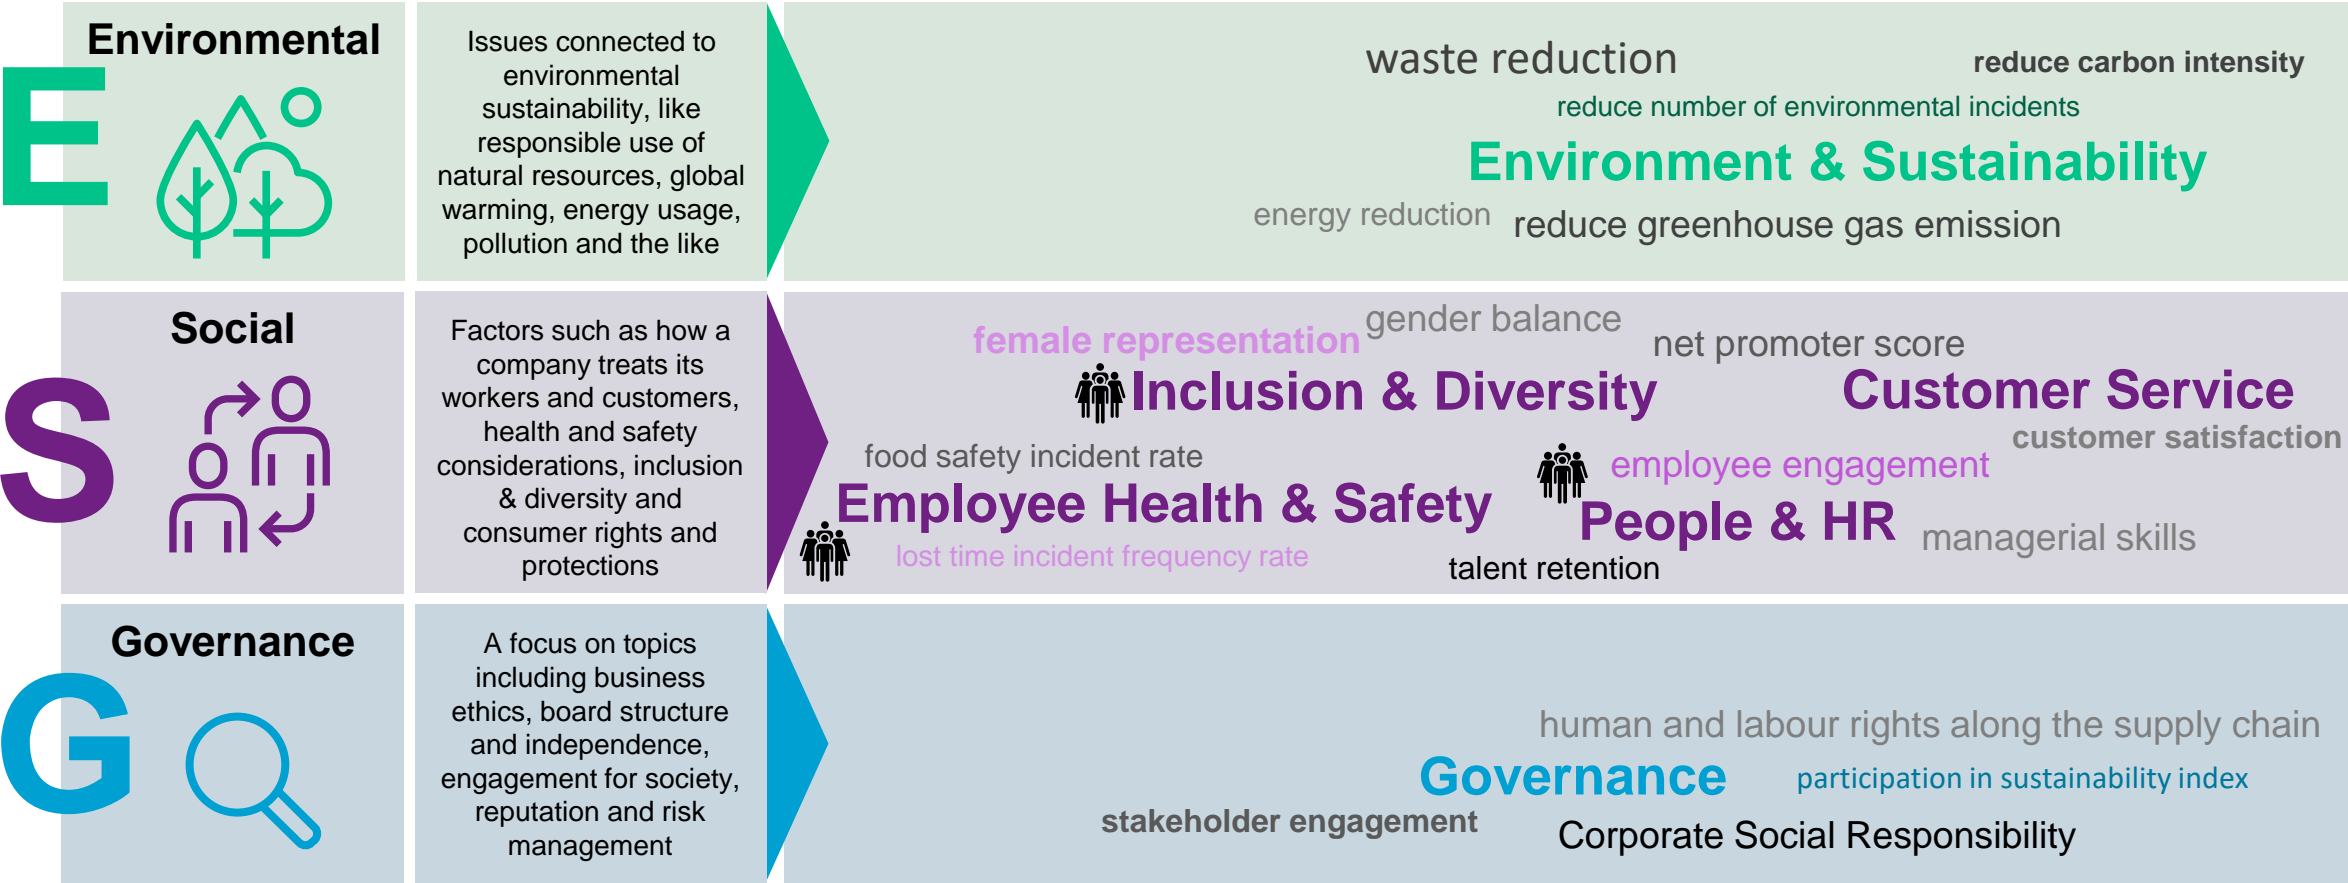 E
Environmental
Issues connected to
environmental
sustainability, like
responsible use of
natural resources, global
warming, energy usage,
pollution and the like
waste reduction
reduce carbon intensity
reduce number of environmental incidents
Environment & Sustainability
energy reduction
reduce greenhouse gas emission
S
Social
Factors such as how a
company treats its
workers and customers,
health and safety
considerations, inclusion
& diversity and
consumer rights and
protections
female representation
gender balance
net promoter score
Inclusion & Diversity
Customer Service
customer satisfaction
food safety incident rate
employee engagement
Employee Health & Safety
People & HR
managerial skills
lost time incident frequency rate
talent retention
G
Governance
A focus on topics
including business
ethics, board structure
and independence,
engagement for society,
reputation and risk
management
human and labour rights along the supply chain
Governance
participation in sustainability index
stakeholder engagement
Corporate Social Responsibility